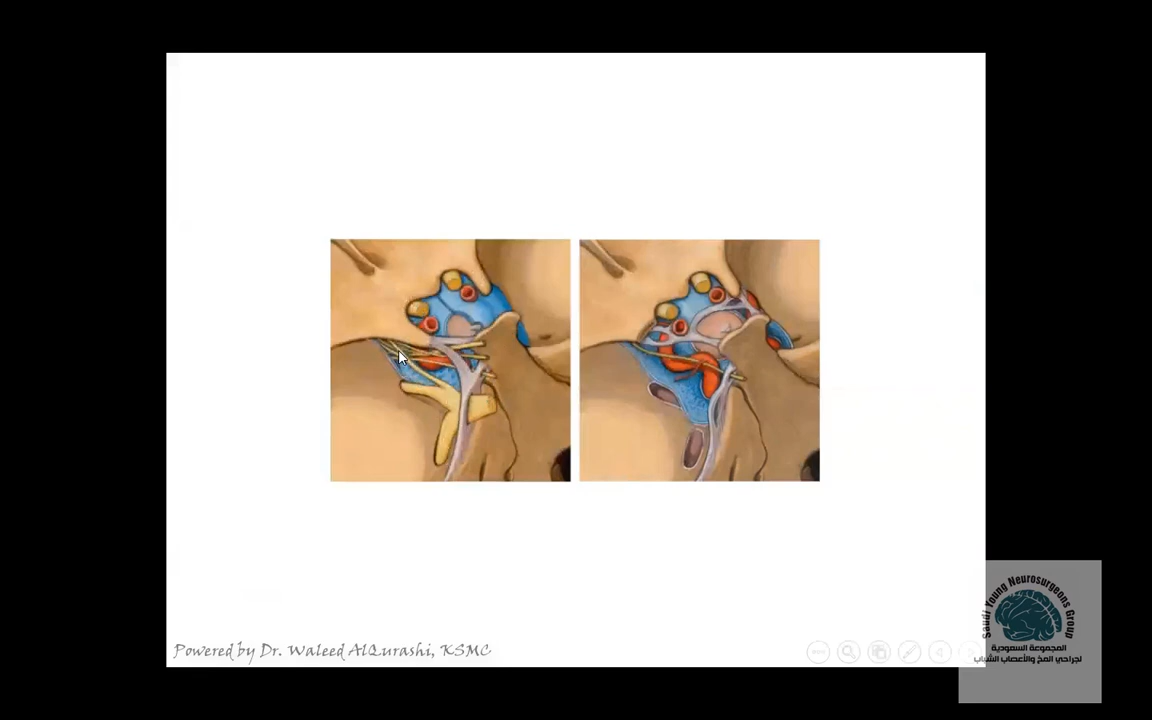 Powered by Dr. Waleed AlQurashi, KSMC
Saudi Young Neurosurgeons Group
المجموعة السعودية
لجراحي المخ والأعصاب الشباب